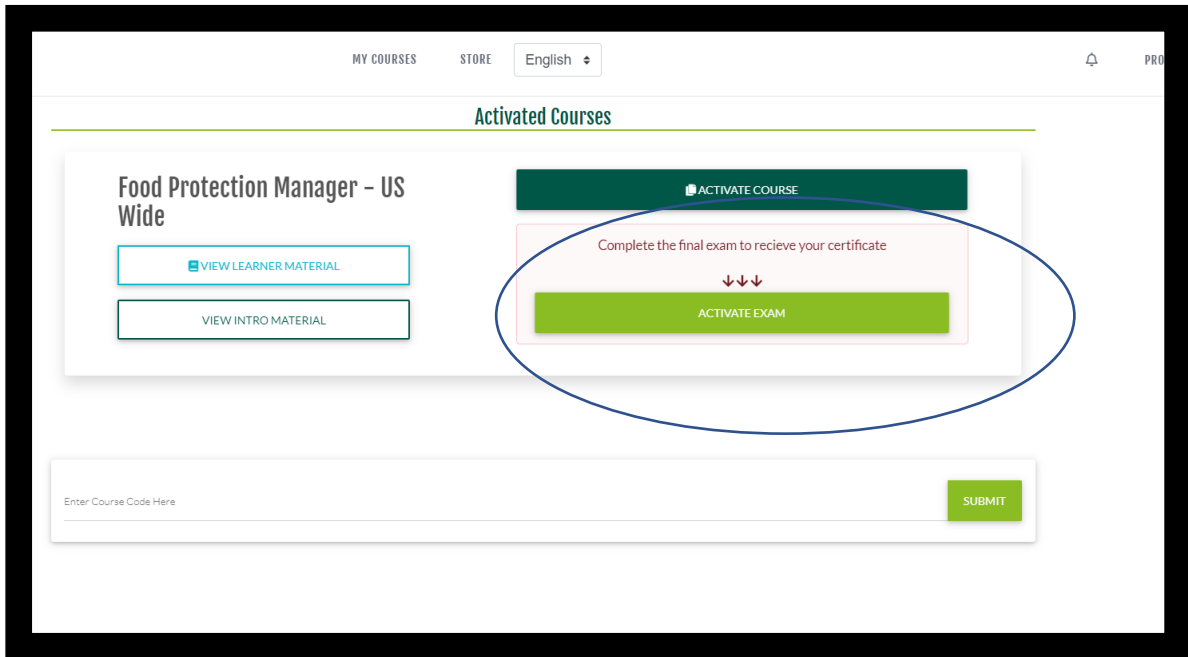 MY COURSES STORE English PRO
Activated Courses
Food Protection Manager - US
Wide
VIEW LEARNER MATERIAL
VIEW INTRO MATERIAL
ACTIVATE COURSE
Complete the final exam to recieve your certificate
ACTIVATE EXAM
Enter Course Code Here
SUBMIT